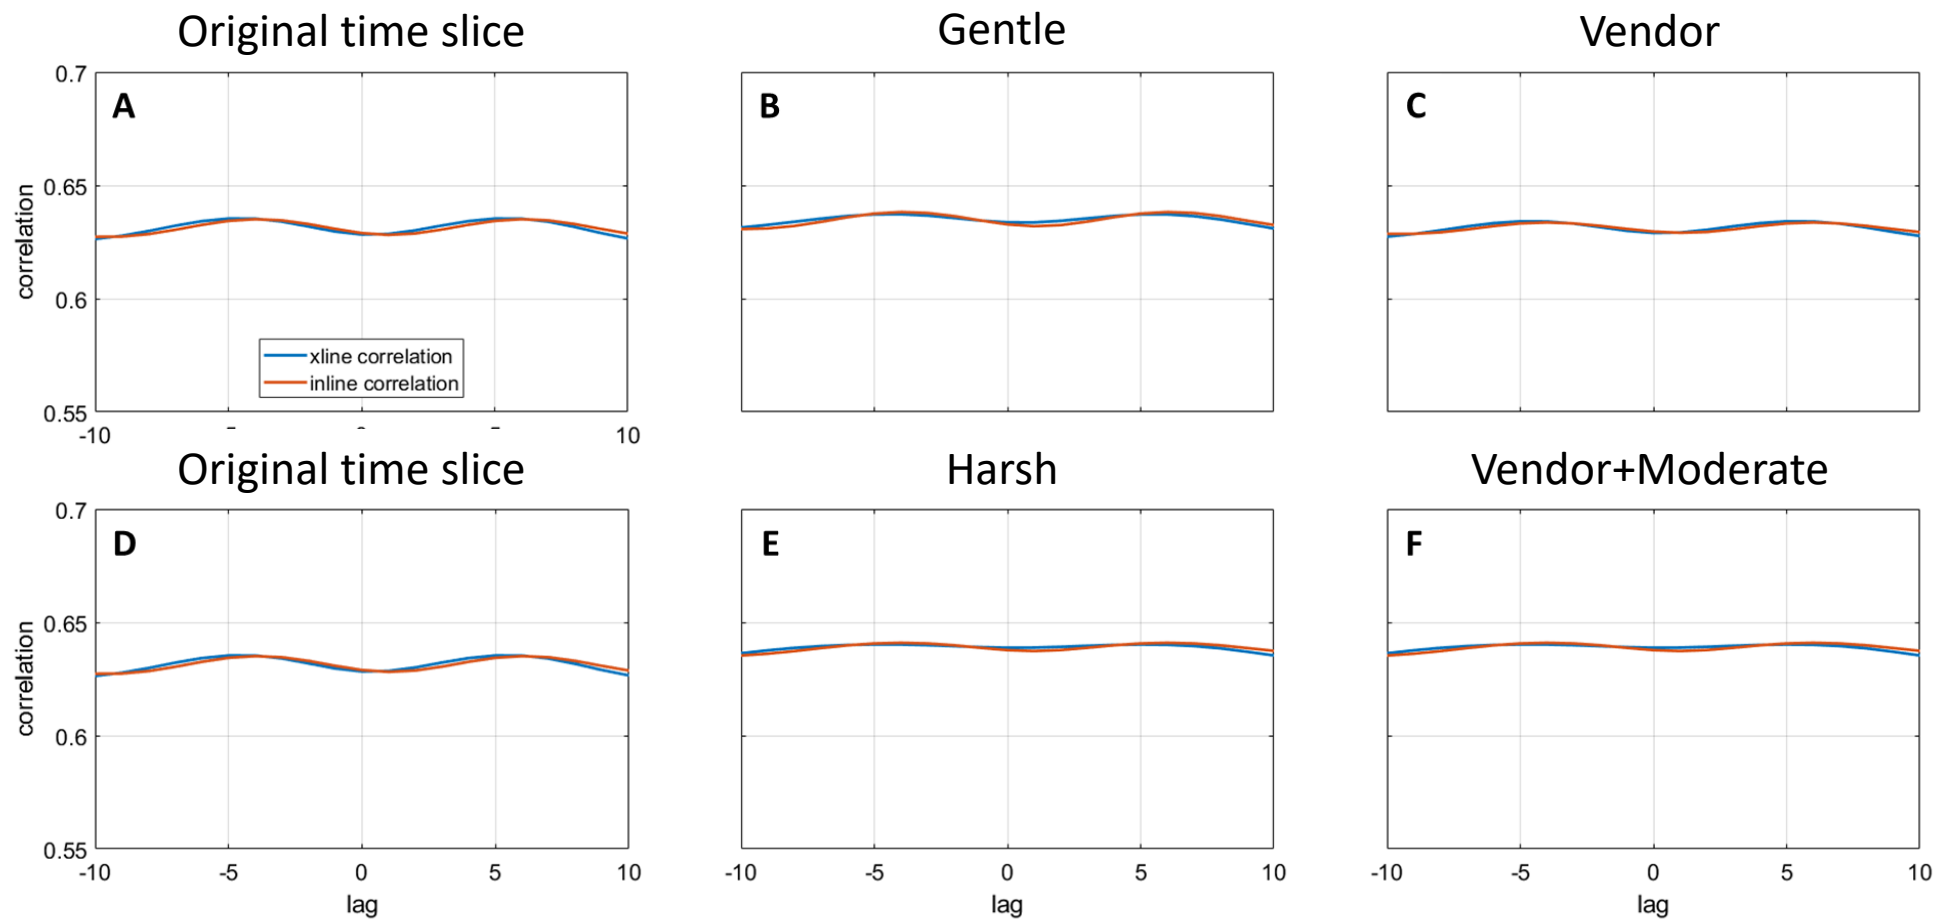 Original time slice
Gentle
Vendor
0.7
0.65
0.6
0.55
correlation
A
B
C
xline correlation
inline correlation
-10
10
Original time slice
Harsh
Vendor+Moderate
0.7
0.65
0.6
0.55
correlation
D
E
F
-10 -5 0 5 10
-10 -5 0 5 10
-10 -5 0 5 10
lag
lag
lag